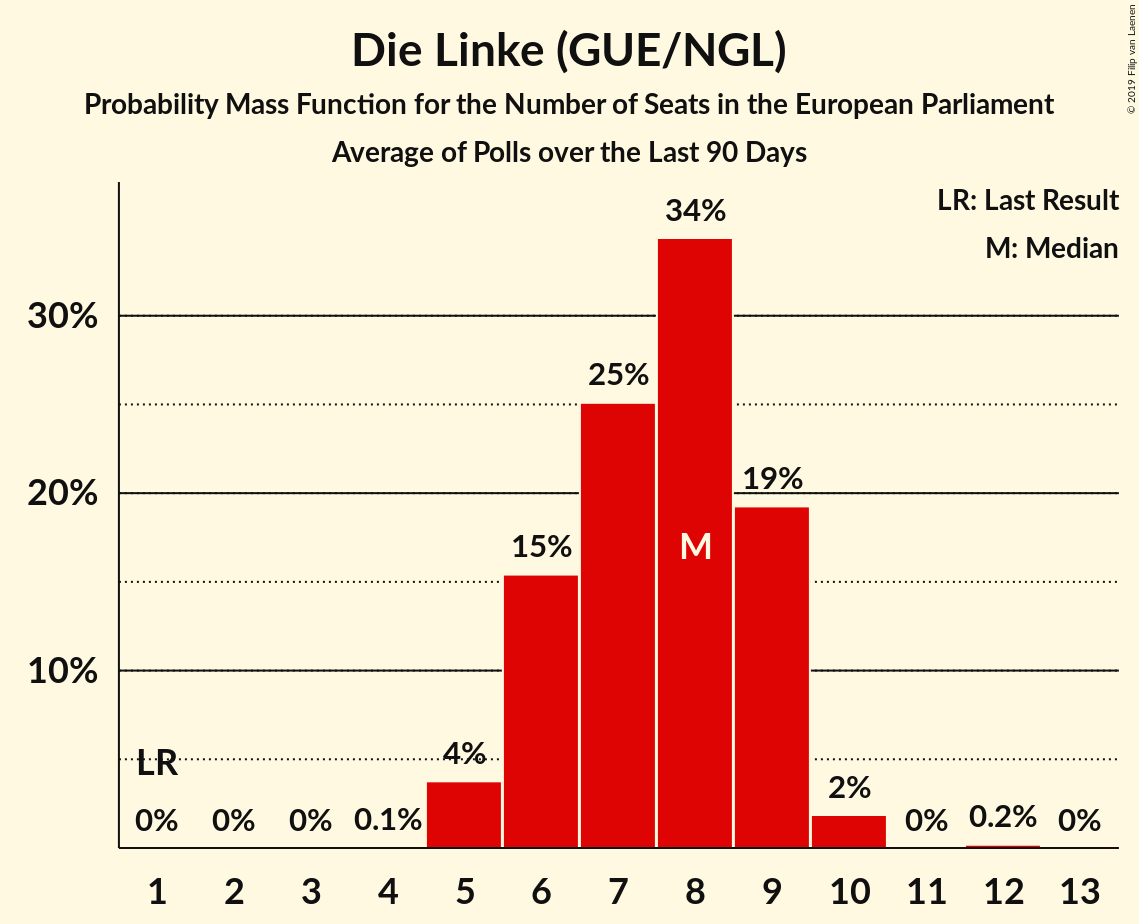 Die Linke (GUE/NGL)
Probability Mass Function for the Number of Seats in the European Parliament
Average of Polls over the Last 90 Days
© 2019 Filip van Laenen
LR: Last Result
M: Median
34%
30%
25%
20%
19%
15%
M
10%
LR
4%
2%
0%
0%
0%
0.1%
0%
0.2%
0%
1 2 3 4 5 6 7 8 9 10 11 12 13